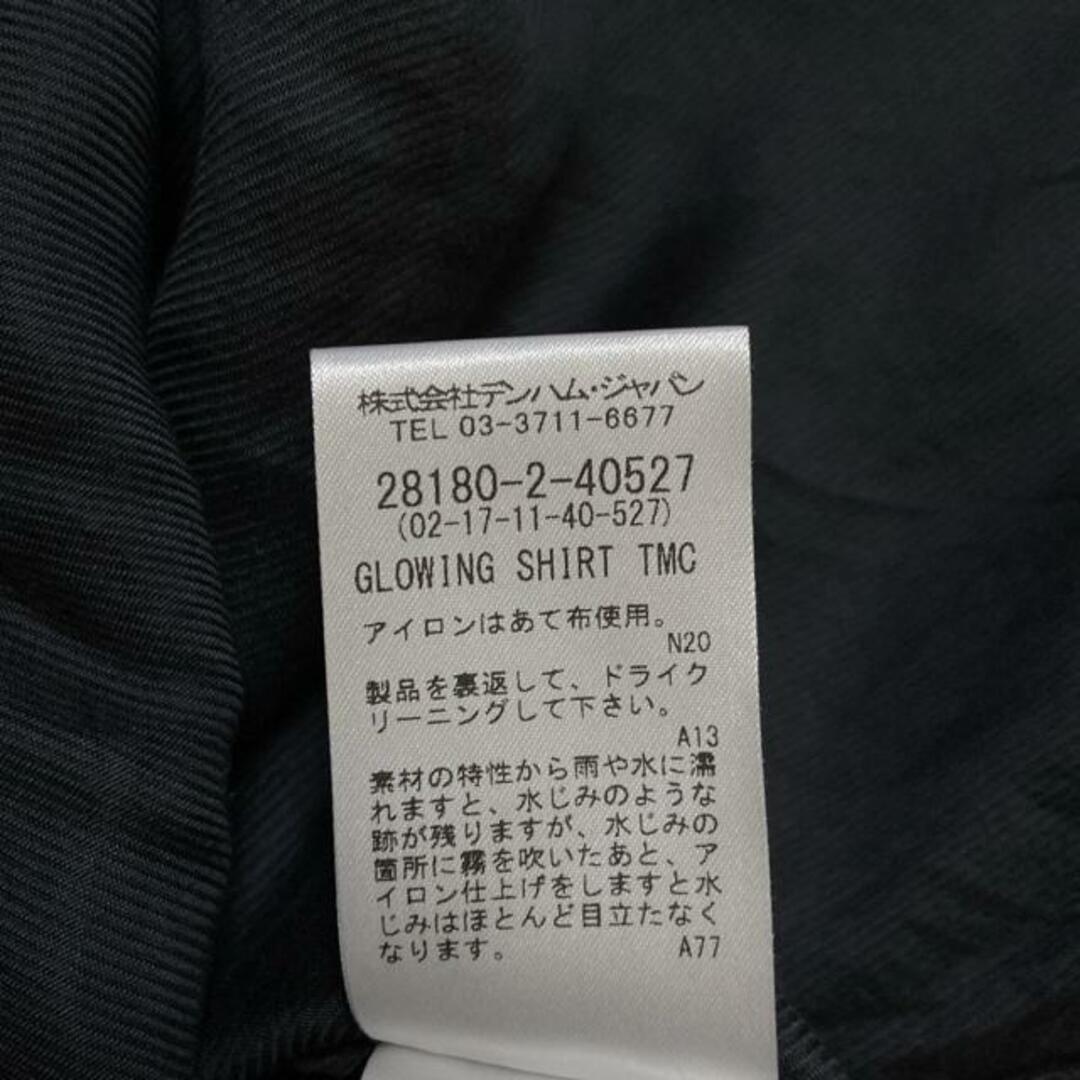 株式会社デンハム・ジャパン
TEL 03-3711-6677
28180-2-40527
(02-17-11-40-527)
GLOWING SHIRT TMC
アイロンはあて布使用。
N20
製品を裏返して、ドライク
リーニングして下さい。
A13
素材の特性から雨や水に濡
れますと、水じみのような
跡が残りますが、水じみの
箇所に霧を吹いたあと、ア
イロン仕上げをしますと水
じみはほとんど目立たなく
なります。 A77